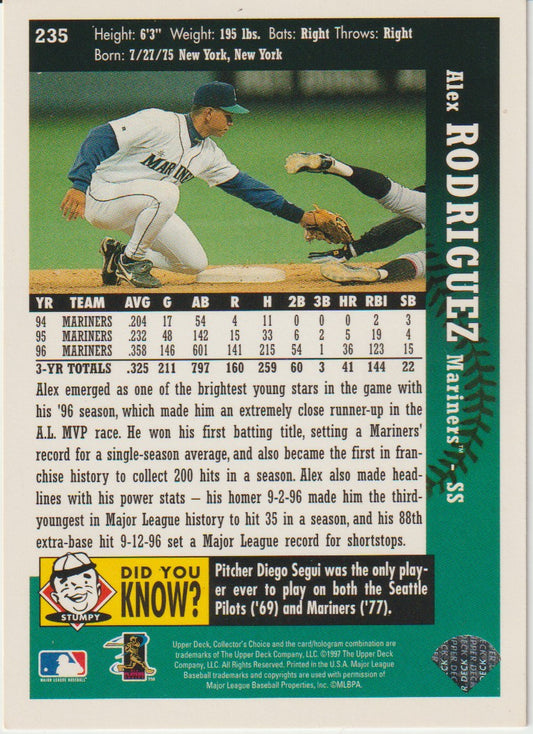 235
Height: 6'3" Weight: 195 lbs. Bats: Right Throws: Right
Born: 7/27/75 New York, New York
Alex RODRIGUEZ Mariners™ - SS
MARINE
YR TEAM AVG G AB R H 2B 3B HR RBI SB
94 MARINERS .204 17 54 4 11 0 0 0 2 3
95 MARINERS .232 48 142 15 33 6 2 5 19 4
96 MARINERS .358 146 601 141 215 54 1 36 123 15
3-YR TOTALS .325 211 797 160 259 60 3 41 144 22
Alex emerged as one of the brightest young stars in the game with
his '96 season, which made him an extremely close runner-up in the
A.L. MVP race. He won his first batting title, setting a Mariners'
record for a single-season average, and also became the first in fran-
chise history to collect 200 hits in a season. Alex also made head-
lines with his power stats – his homer 9-2-96 made him the third-
youngest in Major League history to hit 35 in a season, and his 88th
extra-base hit 9-12-96 set a Major League record for shortstops.
STUMPY
DID YOU
KNOW?
Pitcher Diego Segui was the only play-
er ever to play on both the Seattle
Pilots ('69) and Mariners ('77).
MAJOR LEAGUE BASEBALL
Upper Deck, Collector's Choice and the card/hologram combination are
trademarks of The Upper Deck Company, LLC. ©1997 The Upper Deck
Company, LLC. All Rights Reserved. Printed in the U.S.A. Major League
Baseball trademarks and copyrights are used with permission of
Major League Baseball Properties, Inc. ©MLBPA.
UPPER DECK